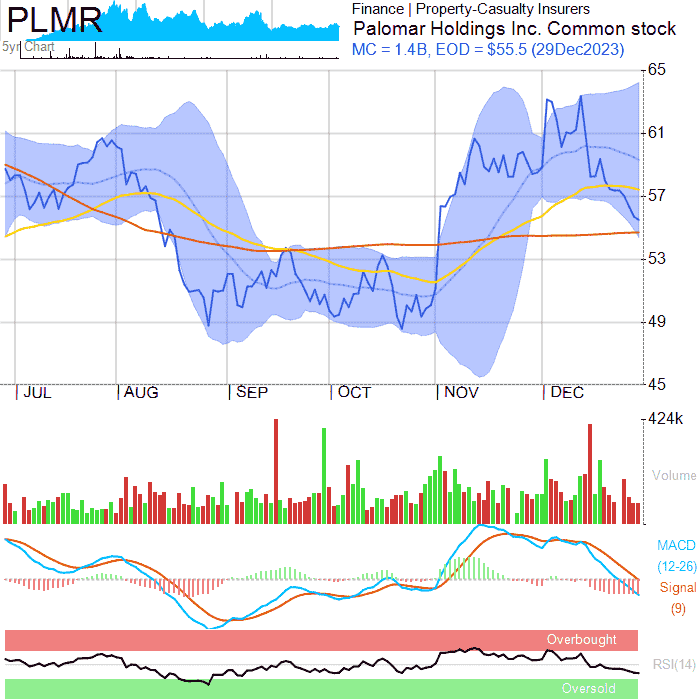 PLMR
5yr Chart
Finance | Property-Casualty Insurers
Palomar Holdings Inc. Common stock
MC = 1.4B, EOD = $55.5 (29Dec2023)
65
61
57
53
49
45
JUL AUG SEP OCT NOV DEC
424k
Volume
MACD
(12-26)
Signal
(9)
Overbought
RSI(14)
Oversold